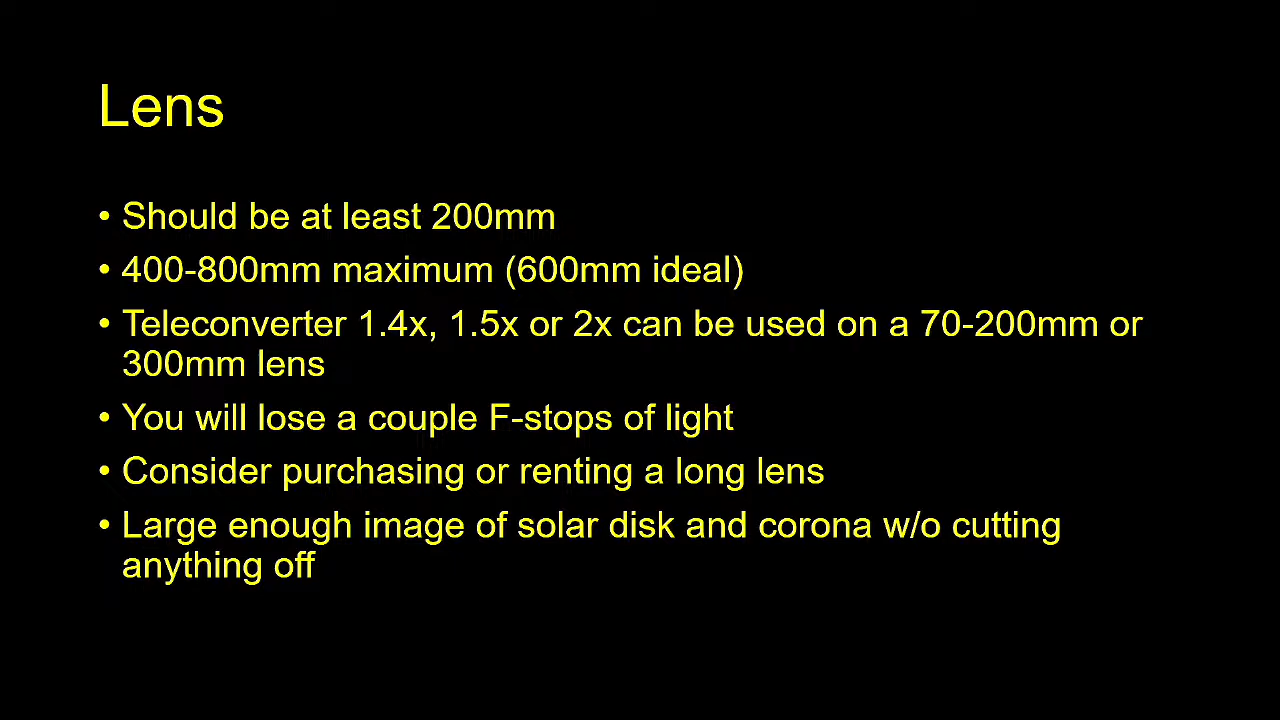 Lens
• Should be at least 200mm
• 400-800mm maximum (600mm ideal)
• Teleconverter 1.4x, 1.5x or 2x can be used on a 70-200mm or
300mm lens
• You will lose a couple F-stops of light
• Consider purchasing or renting a long lens
• Large enough image of solar disk and corona w/o cutting
anything off